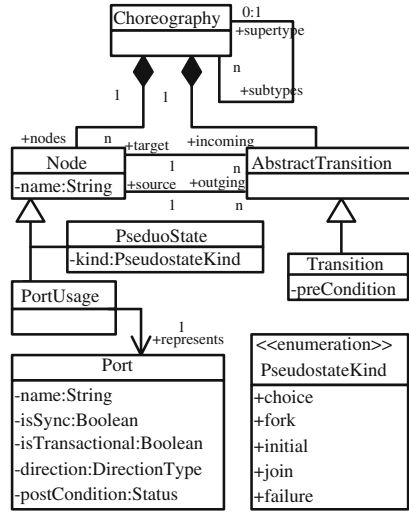 Choreography
0:1
+supertype
n
+subtypes
1
1
+nodes
n
+target
+incoming
1
n
Node
-name:String
AbstractTransition
+source
+outging
1
n
PseduoState
-kind:PseudostateKind
Transition
-preCondition
PortUsage
1
+represents
Port
-name:String
-isSync:Boolean
-isTransactional:Boolean
-direction:DirectionType
-postCondition:Status
<<enumeration>>
PseudostateKind
+choice
+fork
+initial
+join
+failure